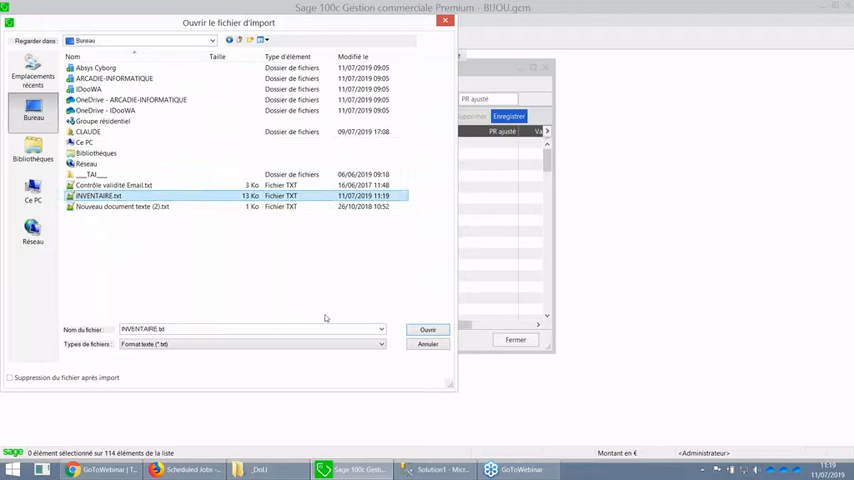 Sage 100c Gestion commerciale Premium - BIJOU.gcm
Ouvrir le fichier d'import
Regarder dans: Bureau
Nom Taille Type d'élément Modifié le
Absys Cyborg Dossier de fichiers 11/07/2019 09:05
ARCADIE-INFORMATIQUE Dossier de fichiers 11/07/2019 09:05
IDooWA Dossier de fichiers 11/07/2019 09:05
OneDrive - ARCADIE-INFORMATIQUE Dossier de fichiers 11/07/2019 09:05
OneDrive - IDooWA Dossier de fichiers 11/07/2019 09:05
Groupe résidentiel
CLAUDE Dossier de fichiers 09/07/2019 17:08
Ce PC
Bibliothèques
Réseau
___TAI___ Dossier de fichiers 06/06/2019 09:18
Contrôle validité Email.txt 3 Ko Fichier TXT 16/06/2017 11:48
INVENTAIRE.txt 13 Ko Fichier TXT 11/07/2019 11:19
Nouveau document texte (2).txt 1 Ko Fichier TXT 26/10/2018 10:52
Emplacements récents
Bureau
Bibliothèques
Ce PC
Réseau
Nom du fichier: INVENTAIRE.txt Ouvrir
Types de fichiers: Format texte (*.txt) Annuler
Suppression du fichier après import
PR ajusté
Supprimer Enregistrer
PR ajusté Va
Fermer
sage 0 élément sélectionné sur 114 éléments de la liste Montant en € <Administrateur>
GoToWebinar | T... Scheduled Jobs -... _DoU Sage 100c Gesti... Solution1 - Micr... GoToWebinar
11:19
11/07/2019